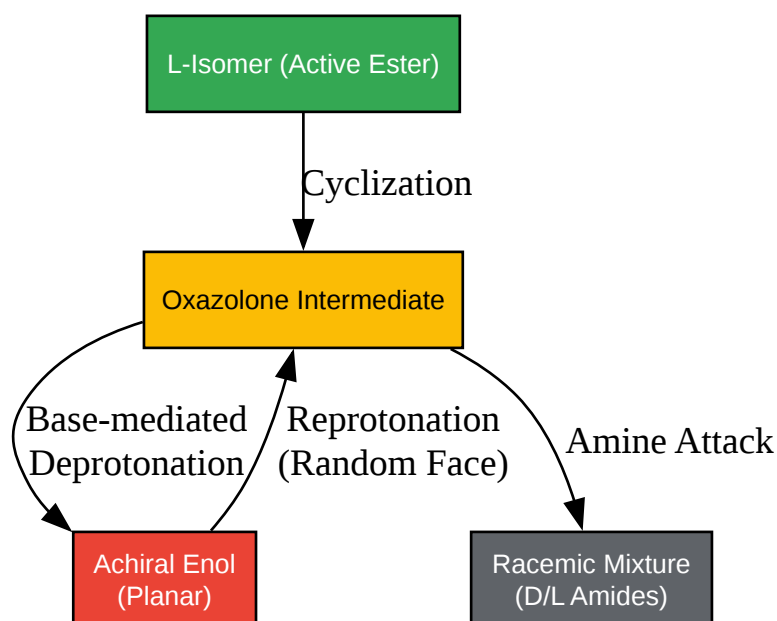 L-Isomer (Active Ester)
Cyclization
Oxazolone Intermediate
Base-mediated
Deprotonation
Reprotonation
(Random Face)
Amine Attack
Achiral Enol
(Planar)
Racemic Mixture
(D/L Amides)